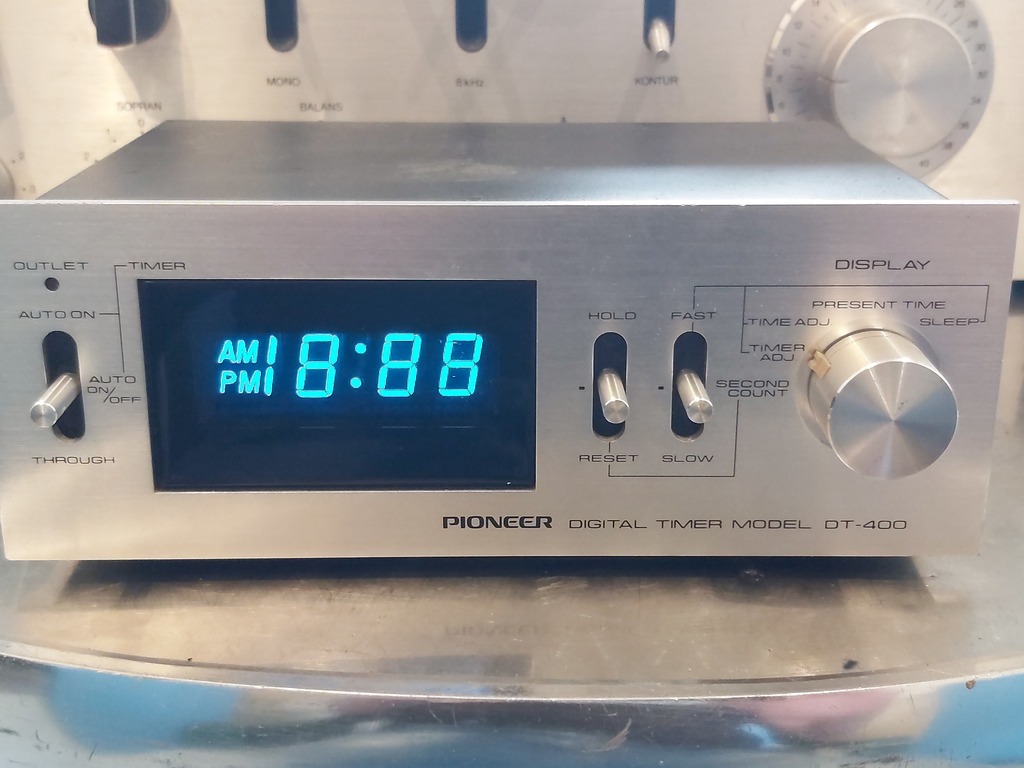 SOPRAN
MONO
BALANS
8kHz
KONTUR
OUTLET
TIMER
AUTO ON
AUTO
ON/OFF
THROUGH
AM
PM
18:88
HOLD
FAST
RESET
SLOW
DISPLAY
PRESENT TIME
TIME ADJ.
SLEEP
TIMER
ADJ
SECOND
COUNT
PIONEER DIGITAL TIMER MODEL DT-400